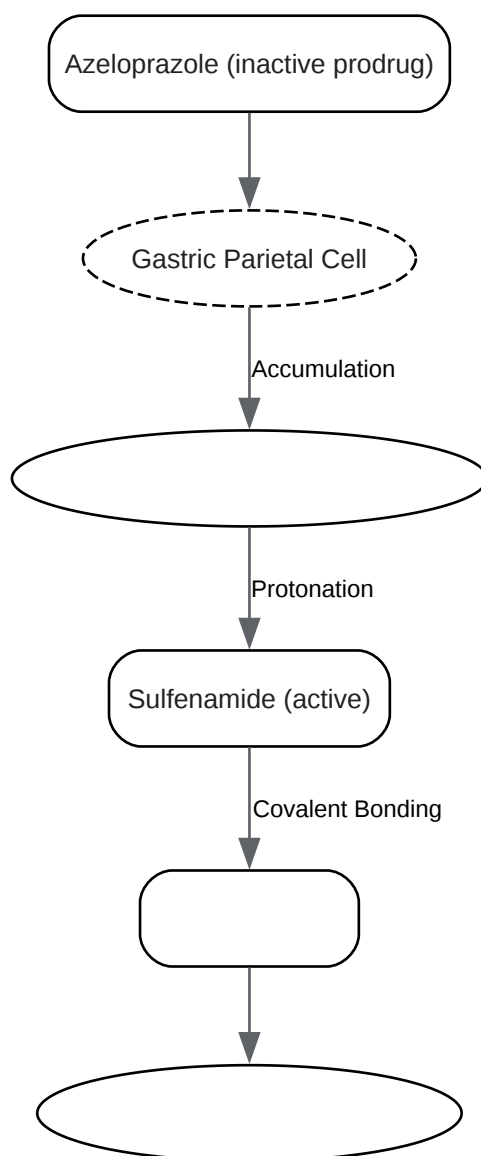 Azeloprazole (inactive prodrug)
Gastric Parietal Cell
Accumulation
Protonation
Sulfenamide (active)
Covalent Bonding